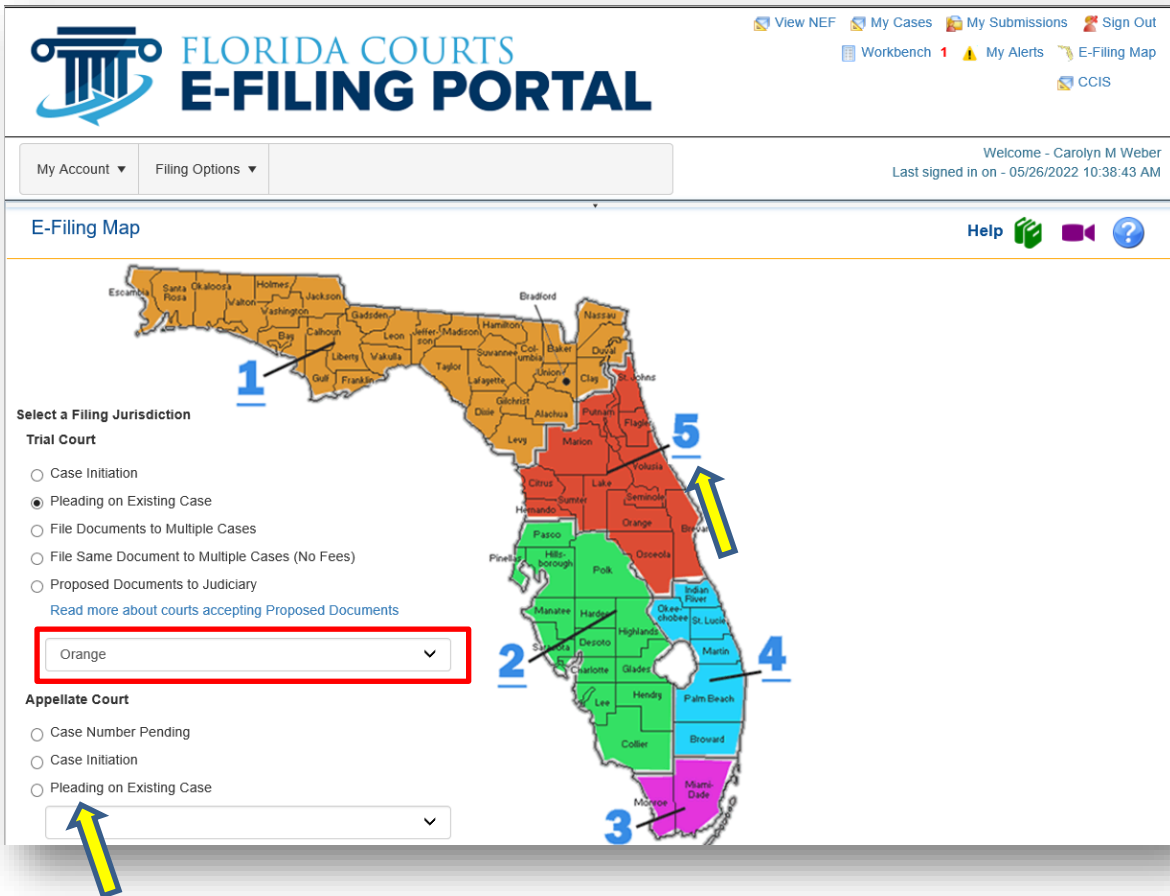 View NEF My Cases My Submissions Sign Out
FLORIDA COURTS
Workbench 1 My Alerts E-Filing Map
E-FILING PORTAL
CCIS
My Account ▼ Filing Options ▼
Welcome - Carolyn M Weber
Last signed in on - 05/26/2022 10:38:43 AM
E-Filing Map
Help
Escambia
Santa Rosa
Okaloosa
Walton
Holmes
Washington
Jackson
Bay
Calhoun
Gulf
Liberty
Franklin
Gadsden
Leon
Wakulla
Jeffer-
son
Madison
Taylor
Hamilton
Suwannee
Lafayette
Dixie
Col-
umbia
Gilchrist
Levy
Bradford
Baker
Union
Alachua
Nassau
Duval
Clay
St. Johns
1
Select a Filing Jurisdiction
Trial Court
Case Initiation
Pleading on Existing Case
File Documents to Multiple Cases
File Same Document to Multiple Cases (No Fees)
Proposed Documents to Judiciary
Read more about courts accepting Proposed Documents
Orange
Putnam
Flagler
Marion
5
Volusia
Citrus
Lake
Sumter
Seminole
Hernando
Orange
Brevard
Osceola
Pasco
Pinellas
Hills-
borough
Polk
Manatee
Hardee
Highlands
Sarasota
Desoto
Charlotte
Glades
Lee
Hendry
Collier
2
Indian
River
Okee-
chobee
St. Lucie
Martin
4
Palm Beach
Broward
Monroe
Miami-
Dade
3
Appellate Court
Case Number Pending
Case Initiation
Pleading on Existing Case